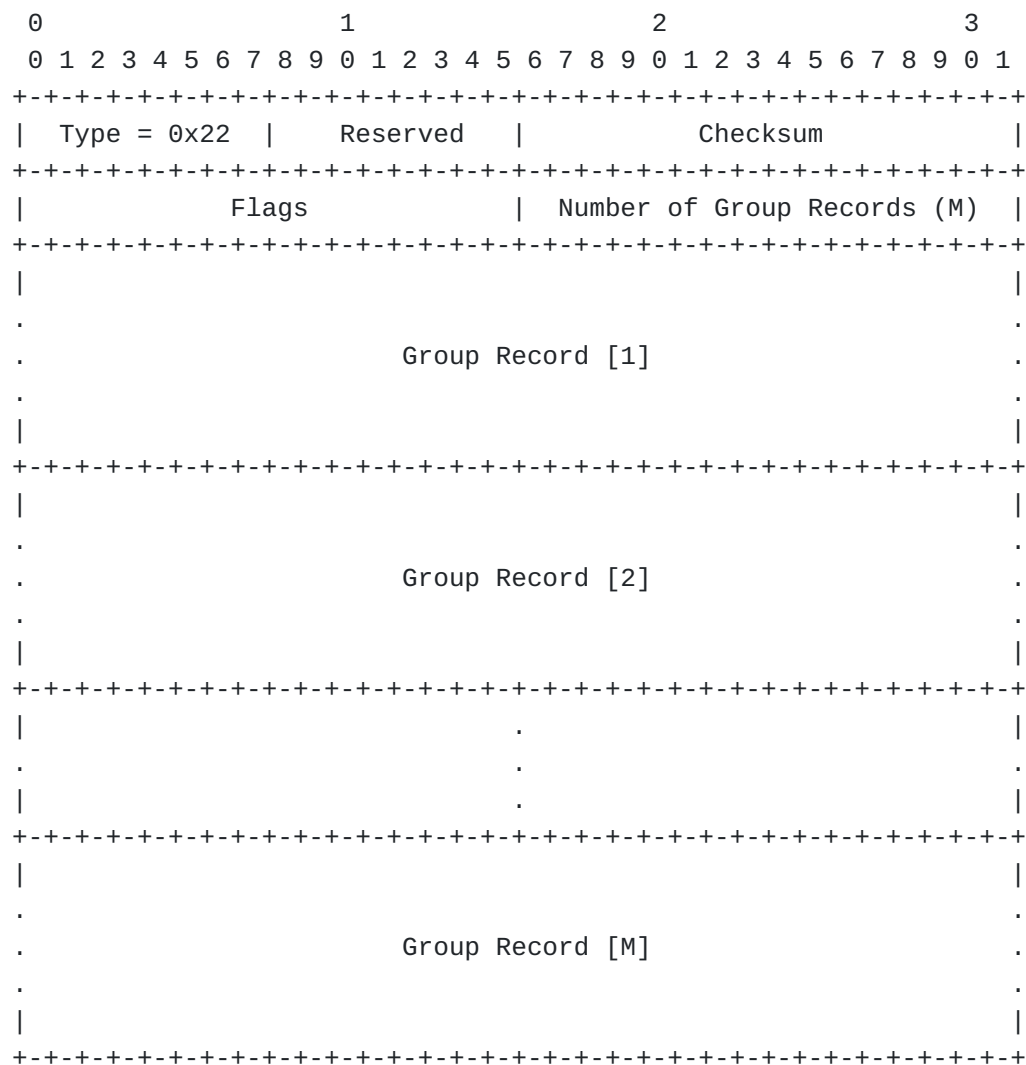 0                   1                   2                   3
 0 1 2 3 4 5 6 7 8 9 0 1 2 3 4 5 6 7 8 9 0 1 2 3 4 5 6 7 8 9 0 1
+-+-+-+-+-+-+-+-+-+-+-+-+-+-+-+-+-+-+-+-+-+-+-+-+-+-+-+-+-+-+-+-+
|  Type = 0x22  |    Reserved   |           Checksum            |
+-+-+-+-+-+-+-+-+-+-+-+-+-+-+-+-+-+-+-+-+-+-+-+-+-+-+-+-+-+-+-+-+
|             Flags             |  Number of Group Records (M)  |
+-+-+-+-+-+-+-+-+-+-+-+-+-+-+-+-+-+-+-+-+-+-+-+-+-+-+-+-+-+-+-+-+
|                                                               |
.                                                               .
.                        Group Record [1]                       .
.                                                               .
|                                                               |
+-+-+-+-+-+-+-+-+-+-+-+-+-+-+-+-+-+-+-+-+-+-+-+-+-+-+-+-+-+-+-+-+
|                                                               |
.                                                               .
.                        Group Record [2]                       .
.                                                               .
|                                                               |
+-+-+-+-+-+-+-+-+-+-+-+-+-+-+-+-+-+-+-+-+-+-+-+-+-+-+-+-+-+-+-+-+
|                               .                               |
.                               .                               .
|                               .                               |
+-+-+-+-+-+-+-+-+-+-+-+-+-+-+-+-+-+-+-+-+-+-+-+-+-+-+-+-+-+-+-+-+
|                                                               |
.                                                               .
.                        Group Record [M]                       .
.                                                               .
|                                                               |
+-+-+-+-+-+-+-+-+-+-+-+-+-+-+-+-+-+-+-+-+-+-+-+-+-+-+-+-+-+-+-+-+